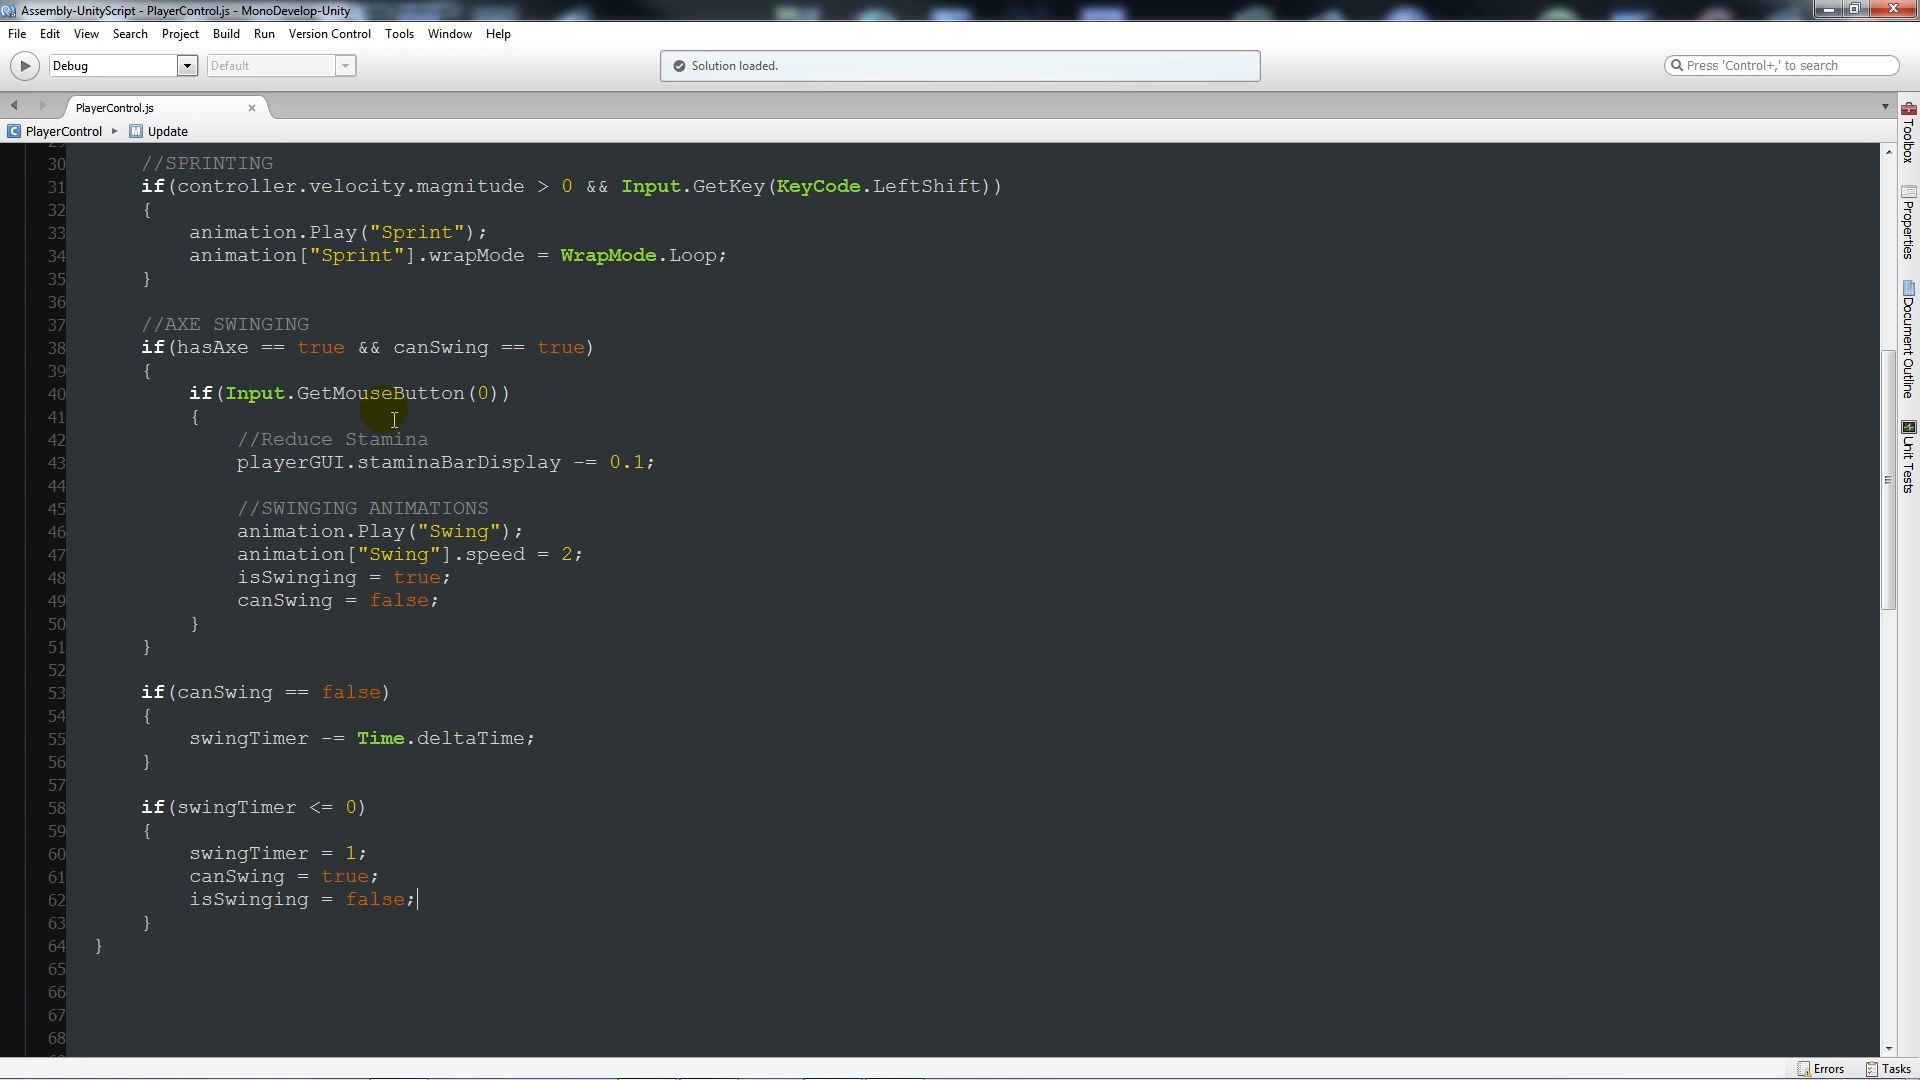 Assembly-UnityScript - PlayerControl.js - MonoDevelop-Unity
File Edit View Search Project Build Run Version Control Tools Window Help
Debug Default Solution loaded. Press 'Control+,' to search
PlayerControl.js
PlayerControl Update
30 //SPRINTING
31 if(controller.velocity.magnitude > 0 && Input.GetKey(KeyCode.LeftShift))
32 {
33 animation.Play("Sprint");
34 animation["Sprint"].wrapMode = WrapMode.Loop;
35 }
36
37 //AXE SWINGING
38 if(hasAxe == true && canSwing == true)
39 {
40 if(Input.GetMouseButton(0))
41 {
42 //Reduce Stamina
43 playerGUI.staminaBarDisplay -= 0.1;
44
45 //SWINGING ANIMATIONS
46 animation.Play("Swing");
47 animation["Swing"].speed = 2;
48 isSwinging = true;
49 canSwing = false;
50 }
51 }
52
53 if(canSwing == false)
54 {
55 swingTimer -= Time.deltaTime;
56 }
57
58 if(swingTimer <= 0)
59 {
60 swingTimer = 1;
61 canSwing = true;
62 isSwinging = false;
63 }
64 }
65
66
67
68
Toolbox
Properties
Document Outline
Unit Tests
Errors Tasks